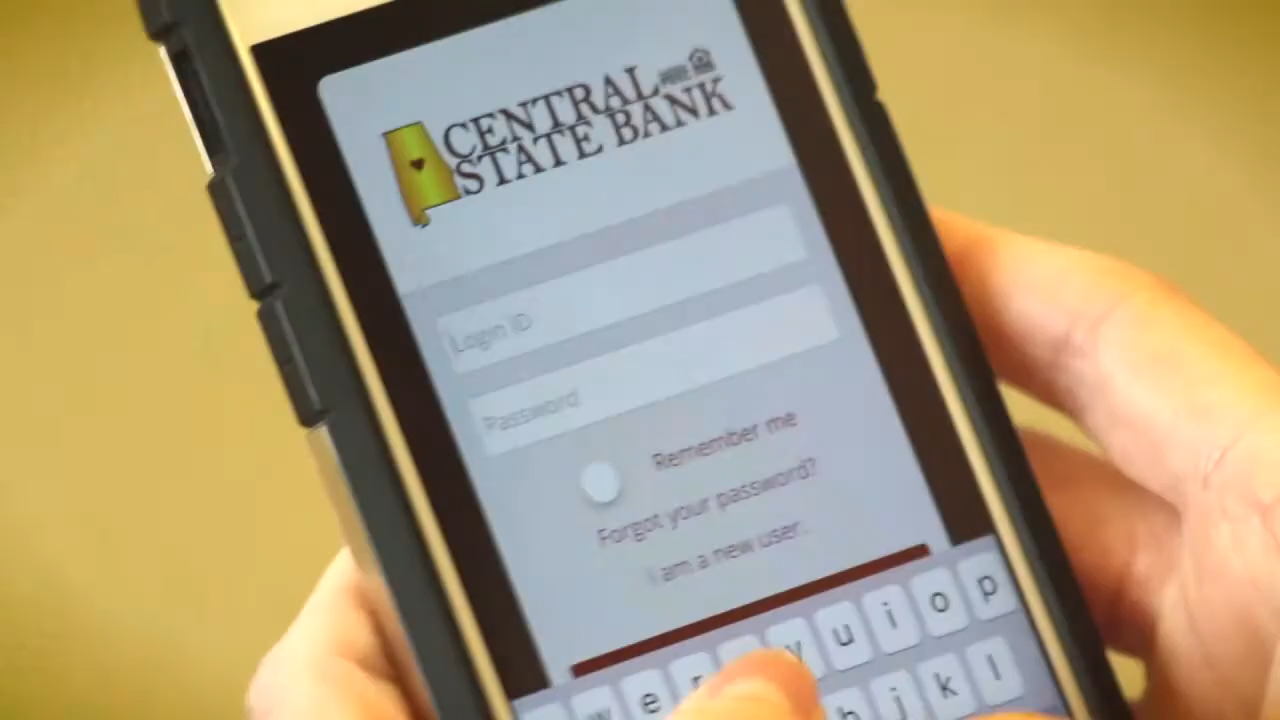 CENTRAL
STATE BANK
Login ID
Password
Remember me
Forgot your password?
I am a new user.
y u i o p
w e r
h j k l